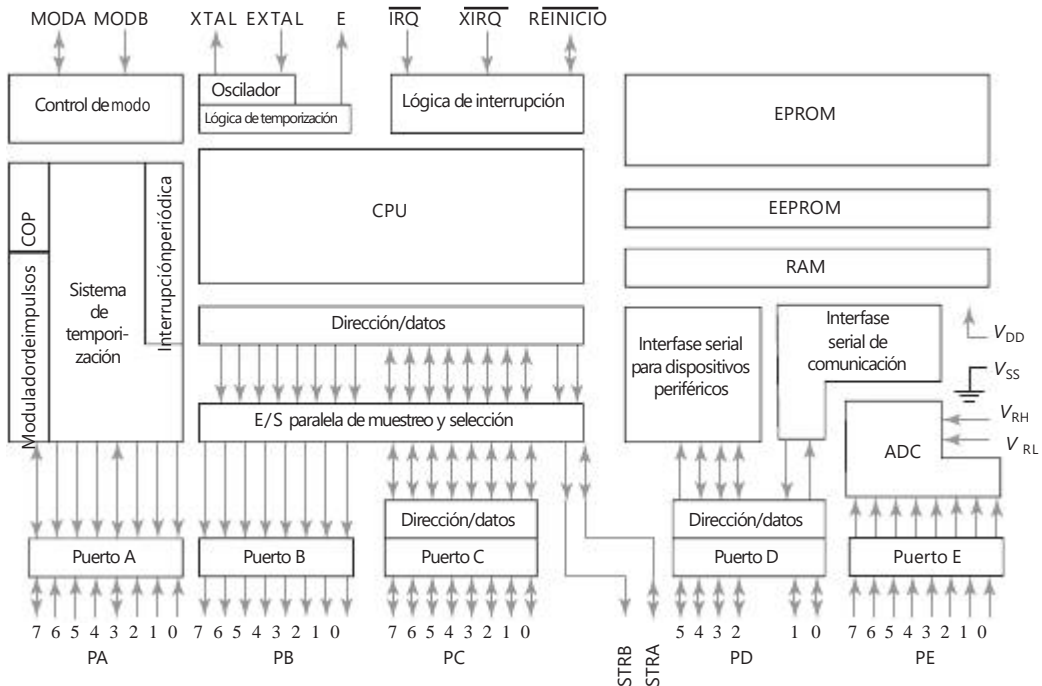 MODA MODB
XTAL EXTAL E
IRQ XIRQ REINICIO
Control de modo
Oscilador
Lógica de temporización
Lógica de interrupción
EPROM
COP
Moduladordeimpulsos
Sistema
de
tempori-
zación
Interrupciónperiódica
CPU
EEPROM
RAM
Dirección/datos
E/S paralela de muestreo y selección
Interfase serial
para dispositivos
periféricos
Interfase
serial de
comunicación
VDD
VSS
VRH
VRL
ADC
Dirección/datos
Dirección/datos
Puerto A
Puerto B
Puerto C
Puerto D
Puerto E
7 6 5 4 3 2 1 0
7 6 5 4 3 2 1 0
7 6 5 4 3 2 1 0
5 4 3 2 1 0
7 6 5 4 3 2 1 0
PA
PB
PC
STRB
STRA
PD
PE